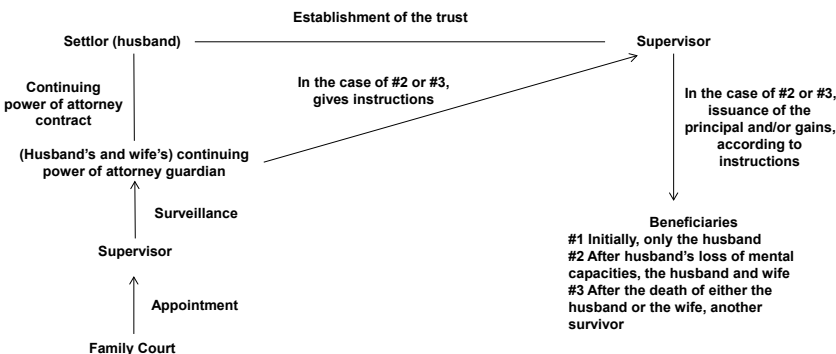 Establishment of the trust
Settlor (husband)
Supervisor
Continuing
power of attorney
contract
In the case of #2 or #3,
gives instructions
In the case of #2 or #3,
issuance of the
principal and/or gains,
according to
instructions
(Husband’s and wife’s) continuing
power of attorney guardian
Surveillance
Supervisor
Appointment
Family Court
Beneficiaries
#1 Initially, only the husband
#2 After husband’s loss of mental
capacities, the husband and wife
#3 After the death of either the
husband or the wife, another
survivor